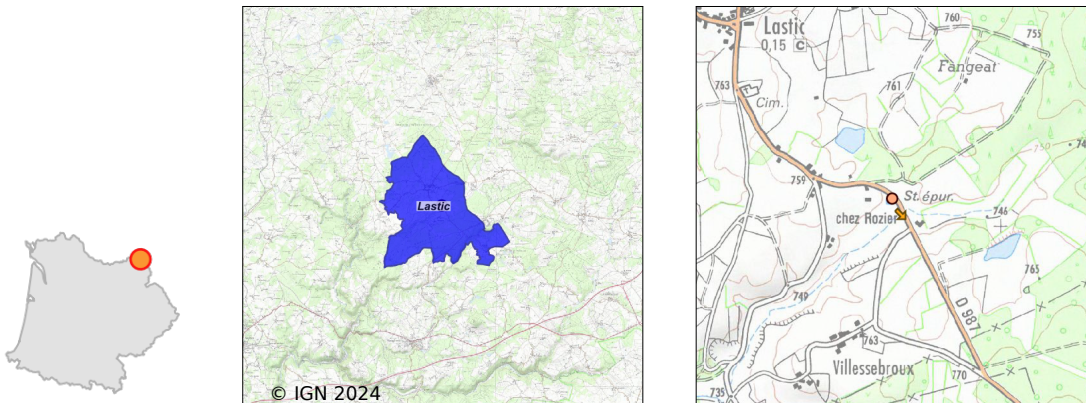 Lastic
© IGN 2024
Lastic
0,15 C
763
Cim.
760
755
Fangeat
761
759
St.épur.
chez Rozier
746
765
749
D 987
763
Villessebroux
770
735